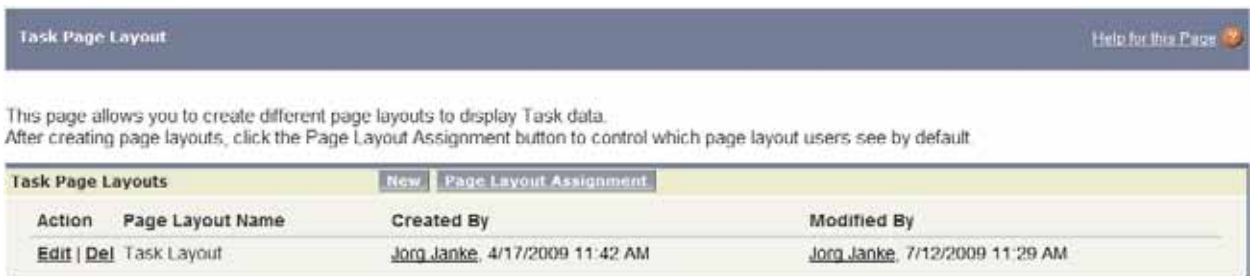 Task Page Layout
Help for this Page
This page allows you to create different page layouts to display Task data.
After creating page layouts, click the Page Layout Assignment button to control which page layout users see by default
Task Page Layouts New Page Layout Assignment
Action Page Layout Name Created By Modified By
Edit | Del Task Layout Jorg Janke, 4/17/2009 11:42 AM Jorg Janke, 7/12/2009 11:29 AM